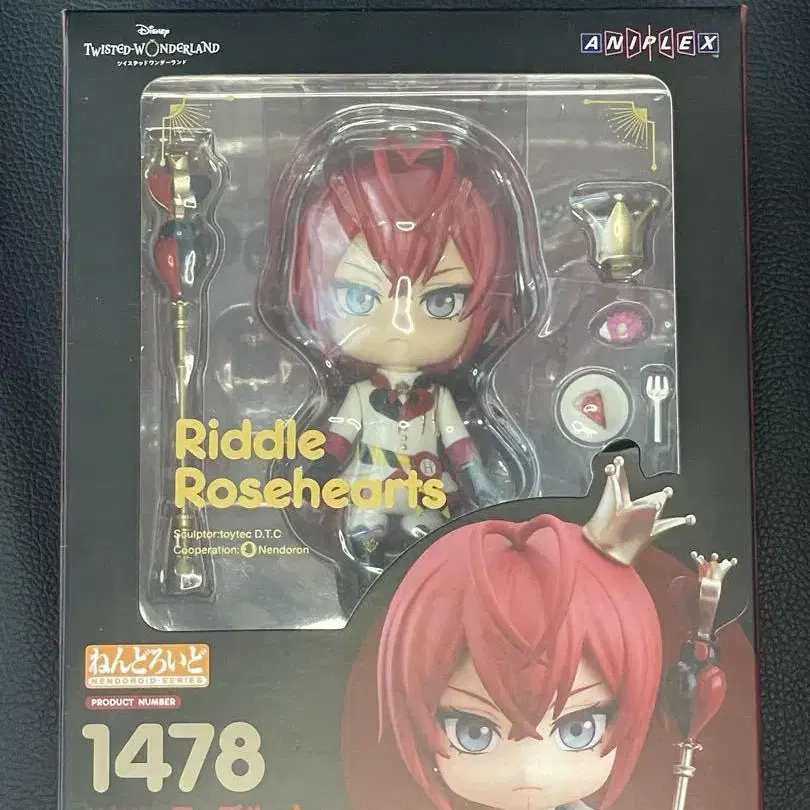 Disney
TWISTED-WONDERLAND
ツイステッドワンダーランド
ANIPLEX
Riddle
Rosehearts
Sculptor:toytec D.T.C
Cooperation: Nendoron
ねんどろいど
NENDOROID SERIES
PRODUCT NUMBER
1478